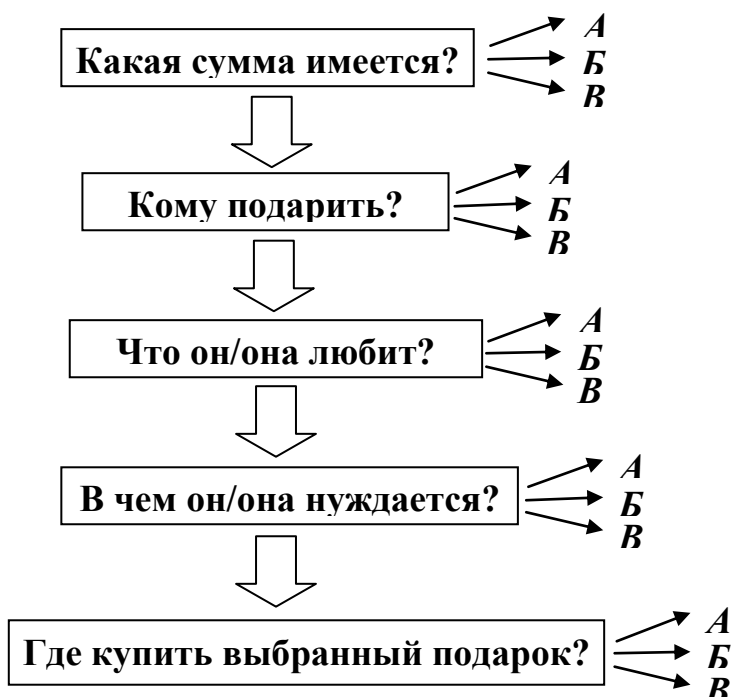 А
Какая сумма имеется?
Б
В
А
Кому подарить?
Б
В
А
Что он/она любит?
Б
В
А
В чем он/она нуждается?
Б
В
А
Где купить выбранный подарок?
Б
В